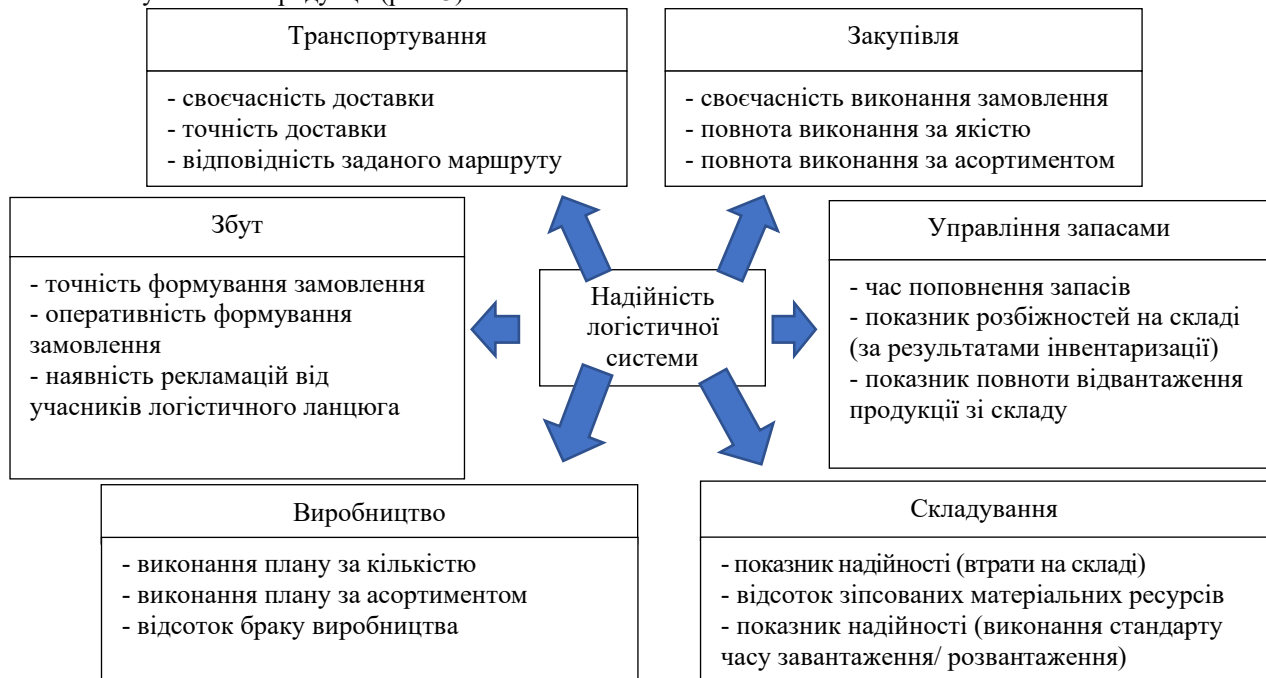 Транспортування
- своєчасність доставки
- точність доставки
- відповідність заданого маршруту
Закупівля
- своєчасність виконання замовлення
- повнота виконання за якістю
- повнота виконання за асортиментом
Збут
- точність формування замовлення
- оперативність формування
замовлення
- наявність рекламацій від
учасників логістичного ланцюга
Надійність
логістичної
системи
Управління запасами
- час поповнення запасів
- показник розбіжностей на складі
(за результатами інвентаризації)
- показник повноти відвантаження
продукції зі складу
Виробництво
- виконання плану за кількістю
- виконання плану за асортиментом
- відсоток браку виробництва
Складування
- показник надійності (втрати на складі)
- відсоток зіпсованих матеріальних ресурсів
- показник надійності (виконання стандарту
часу завантаження/ розвантаження)